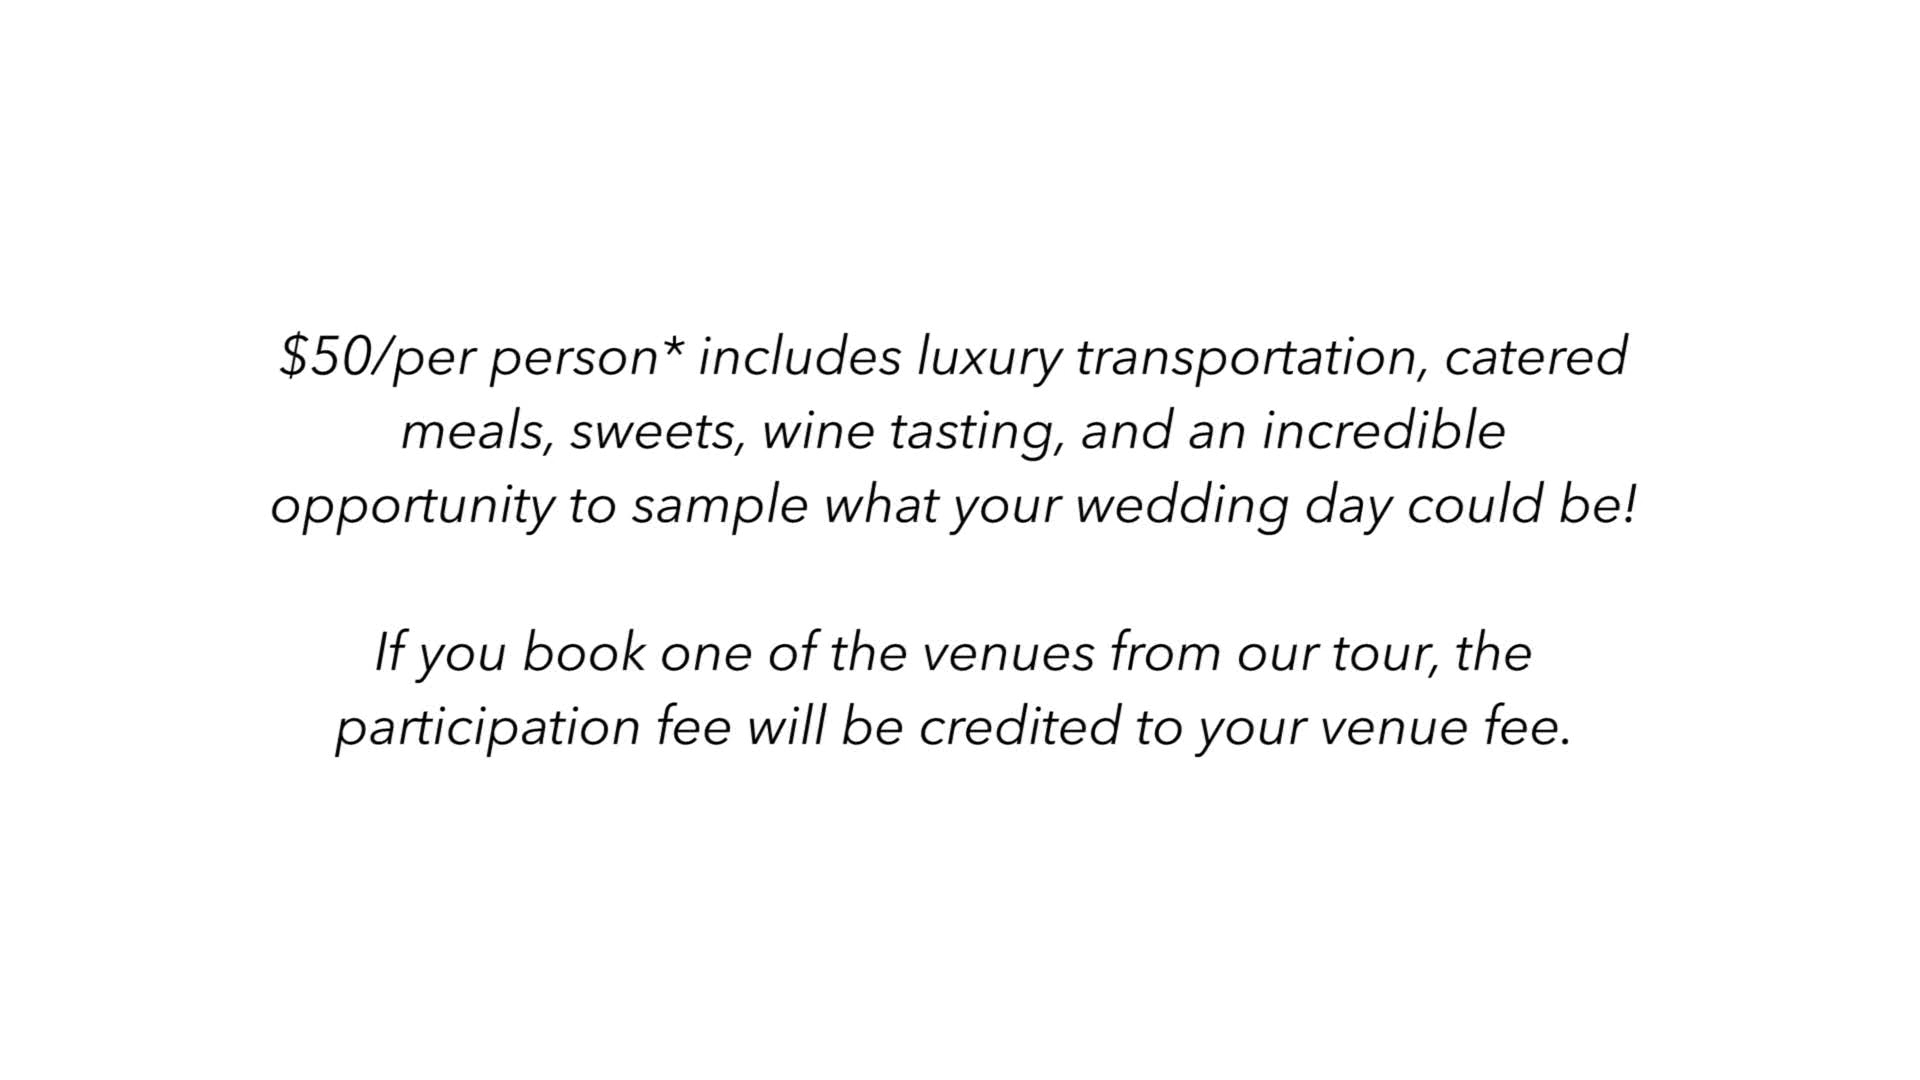 $50/per person* includes luxury transportation, catered
meals, sweets, wine tasting, and an incredible
opportunity to sample what your wedding day could be!
If you book one of the venues from our tour, the
participation fee will be credited to your venue fee.